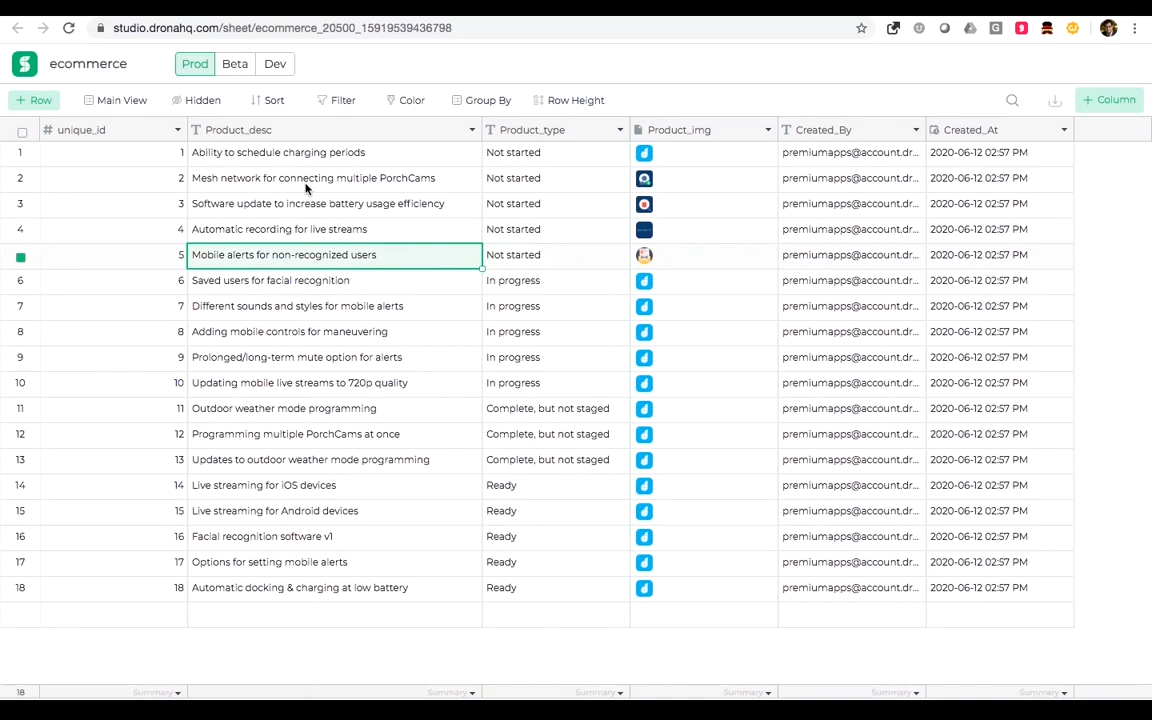 studio.dronahq.com/sheet/ecommerce_20500_15919539436798
ecommerce Prod Beta Dev
+ Row Main View Hidden Sort Filter Color Group By Row Height + Column
# unique_id Product_desc Product_type Product_img Created_By Created_At
1 1 Ability to schedule charging periods Not started premiumapps@account.dr... 2020-06-12 02:57 PM
2 2 Mesh network for connecting multiple PorchCams Not started premiumapps@account.dr... 2020-06-12 02:57 PM
3 3 Software update to increase battery usage efficiency Not started premiumapps@account.dr... 2020-06-12 02:57 PM
4 4 Automatic recording for live streams Not started premiumapps@account.dr... 2020-06-12 02:57 PM
5 Mobile alerts for non-recognized users Not started premiumapps@account.dr... 2020-06-12 02:57 PM
6 6 Saved users for facial recognition In progress premiumapps@account.dr... 2020-06-12 02:57 PM
7 7 Different sounds and styles for mobile alerts In progress premiumapps@account.dr... 2020-06-12 02:57 PM
8 8 Adding mobile controls for maneuvering In progress premiumapps@account.dr... 2020-06-12 02:57 PM
9 9 Prolonged/long-term mute option for alerts In progress premiumapps@account.dr... 2020-06-12 02:57 PM
10 10 Updating mobile live streams to 720p quality In progress premiumapps@account.dr... 2020-06-12 02:57 PM
11 11 Outdoor weather mode programming Complete, but not staged premiumapps@account.dr... 2020-06-12 02:57 PM
12 12 Programming multiple PorchCams at once Complete, but not staged premiumapps@account.dr... 2020-06-12 02:57 PM
13 13 Updates to outdoor weather mode programming Complete, but not staged premiumapps@account.dr... 2020-06-12 02:57 PM
14 14 Live streaming for iOS devices Ready premiumapps@account.dr... 2020-06-12 02:57 PM
15 15 Live streaming for Android devices Ready premiumapps@account.dr... 2020-06-12 02:57 PM
16 16 Facial recognition software v1 Ready premiumapps@account.dr... 2020-06-12 02:57 PM
17 17 Options for setting mobile alerts Ready premiumapps@account.dr... 2020-06-12 02:57 PM
18 18 Automatic docking & charging at low battery Ready premiumapps@account.dr... 2020-06-12 02:57 PM
18 Summary Summary Summary Summary Summary Summary